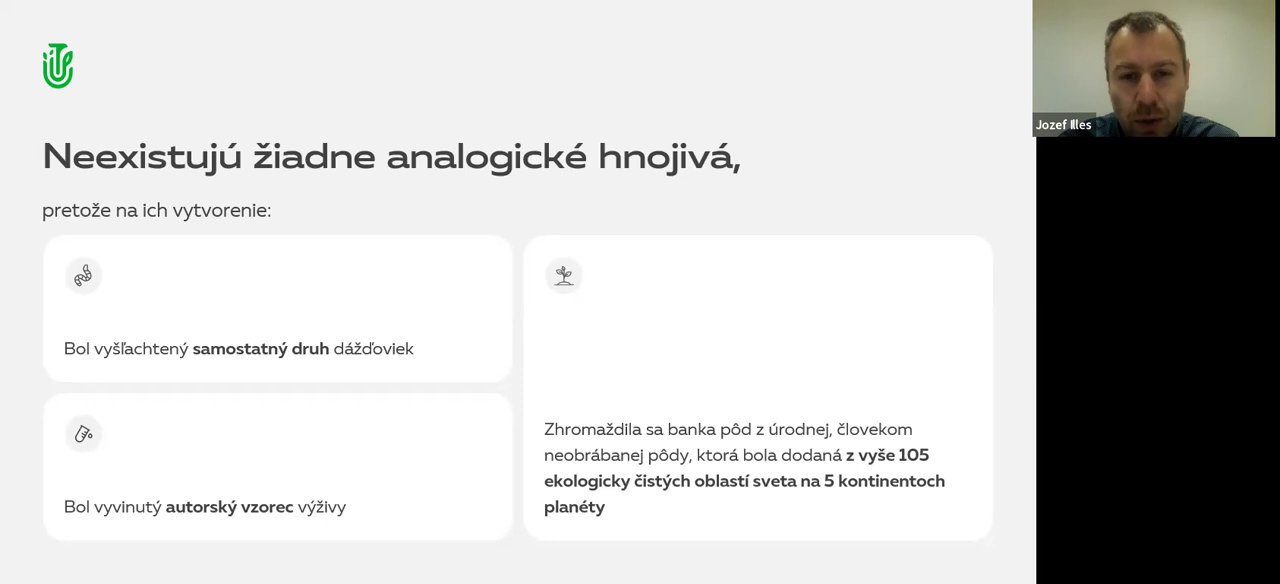 Neexistujú žiadne analogické hnojivá,
pretože na ich vytvorenie:
Bol vyšľachtený samostatný druh dážďoviek
Bol vyvinutý autorský vzorec výživy
Zhromaždila sa banka pôd z úrodnej, človekom
neobrábanej pôdy, ktorá bola dodaná z vyše 105
ekologicky čistých oblastí sveta na 5 kontinentoch
planéty
Jozef Illes